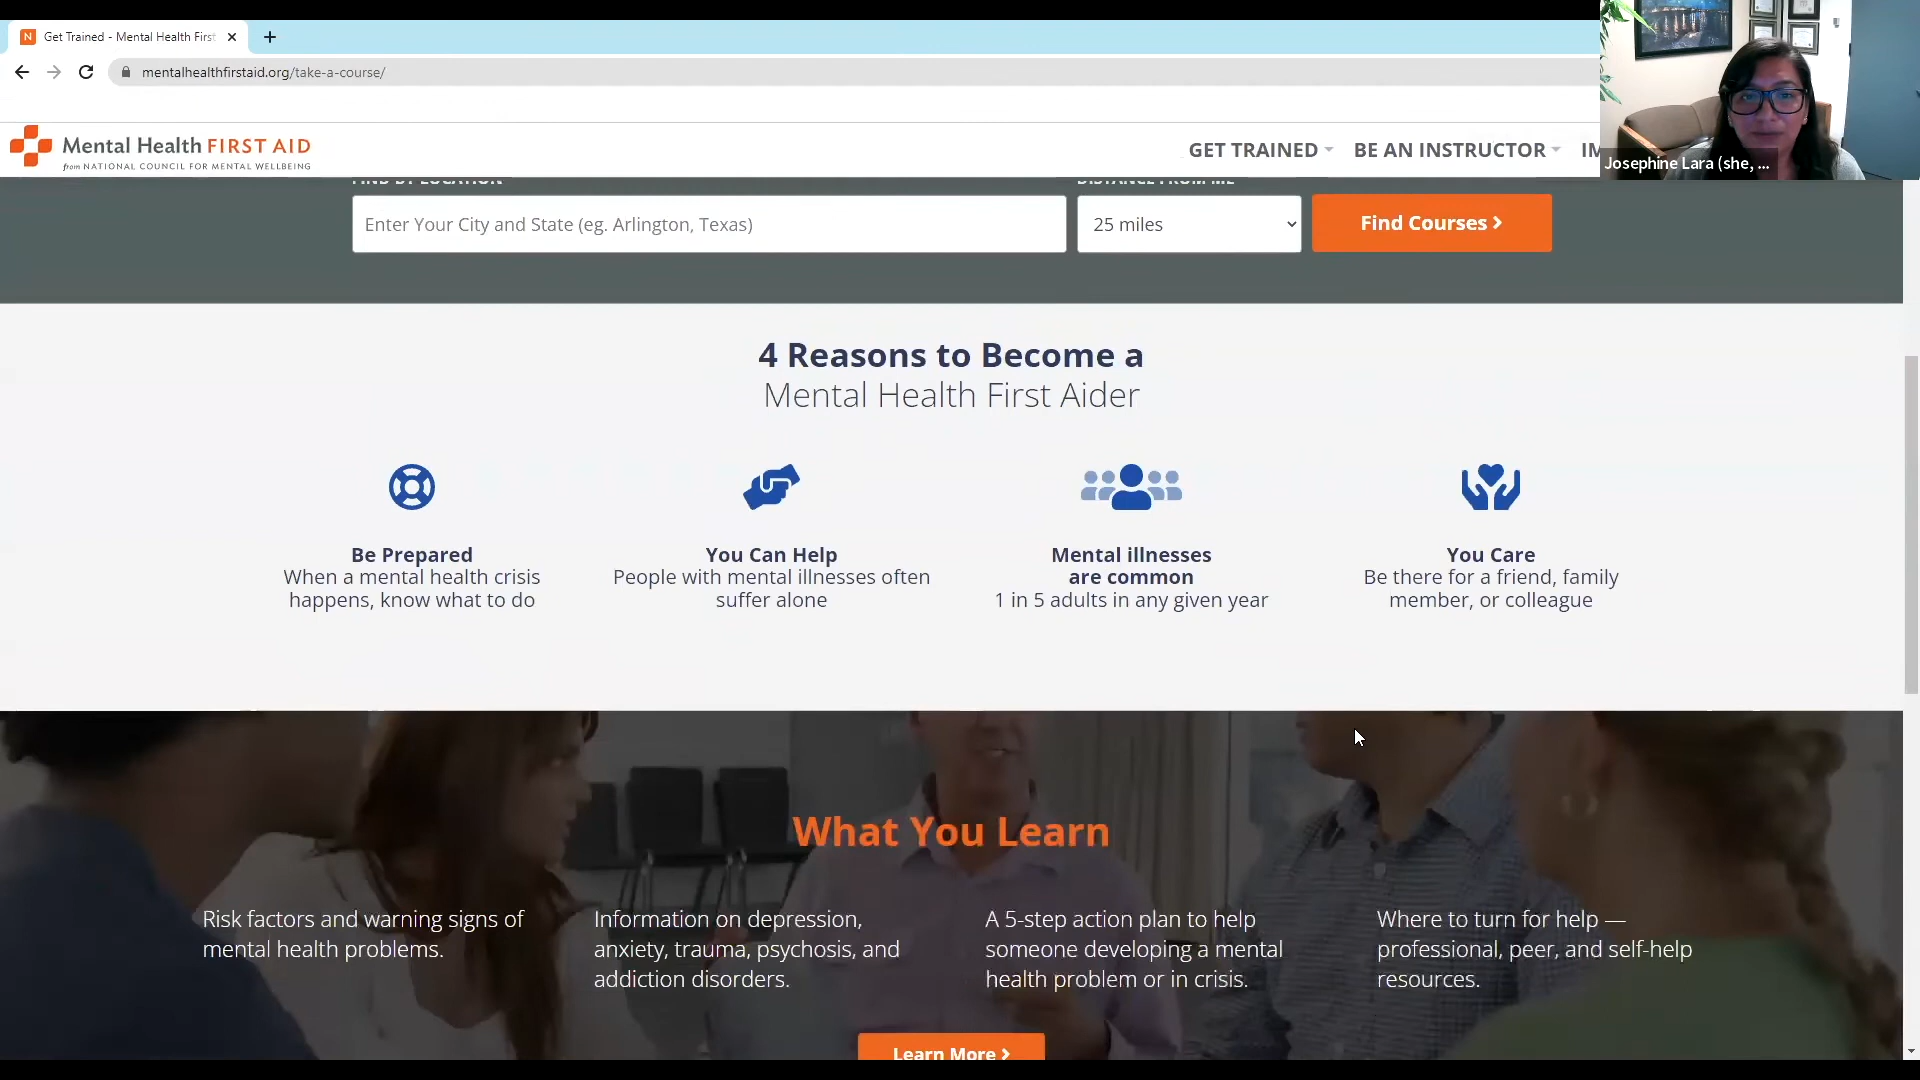 N Get Trained - Mental Health First
mentalhealthfirstaid.org/take-a-course/
Mental Health FIRST AID
from NATIONAL COUNCIL FOR MENTAL WELLBEING
GET TRAINED
BE AN INSTRUCTOR
Josephine Lara (she, ...
FIND BY LOCATION
DISTANCE FROM ME
Enter Your City and State (eg. Arlington, Texas)
25 miles
Find Courses
4 Reasons to Become a
Mental Health First Aider
Be Prepared
When a mental health crisis
happens, know what to do
You Can Help
People with mental illnesses often
suffer alone
Mental illnesses
are common
1 in 5 adults in any given year
You Care
Be there for a friend, family
member, or colleague
What You Learn
Risk factors and warning signs of
mental health problems.
Information on depression,
anxiety, trauma, psychosis, and
addiction disorders.
A 5-step action plan to help
someone developing a mental
health problem or in crisis.
Where to turn for help —
professional, peer, and self-help
resources.
Learn More